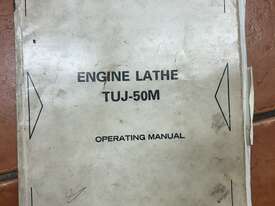 ENGINE LATHE
TUJ-50M
OPERATING MANUAL